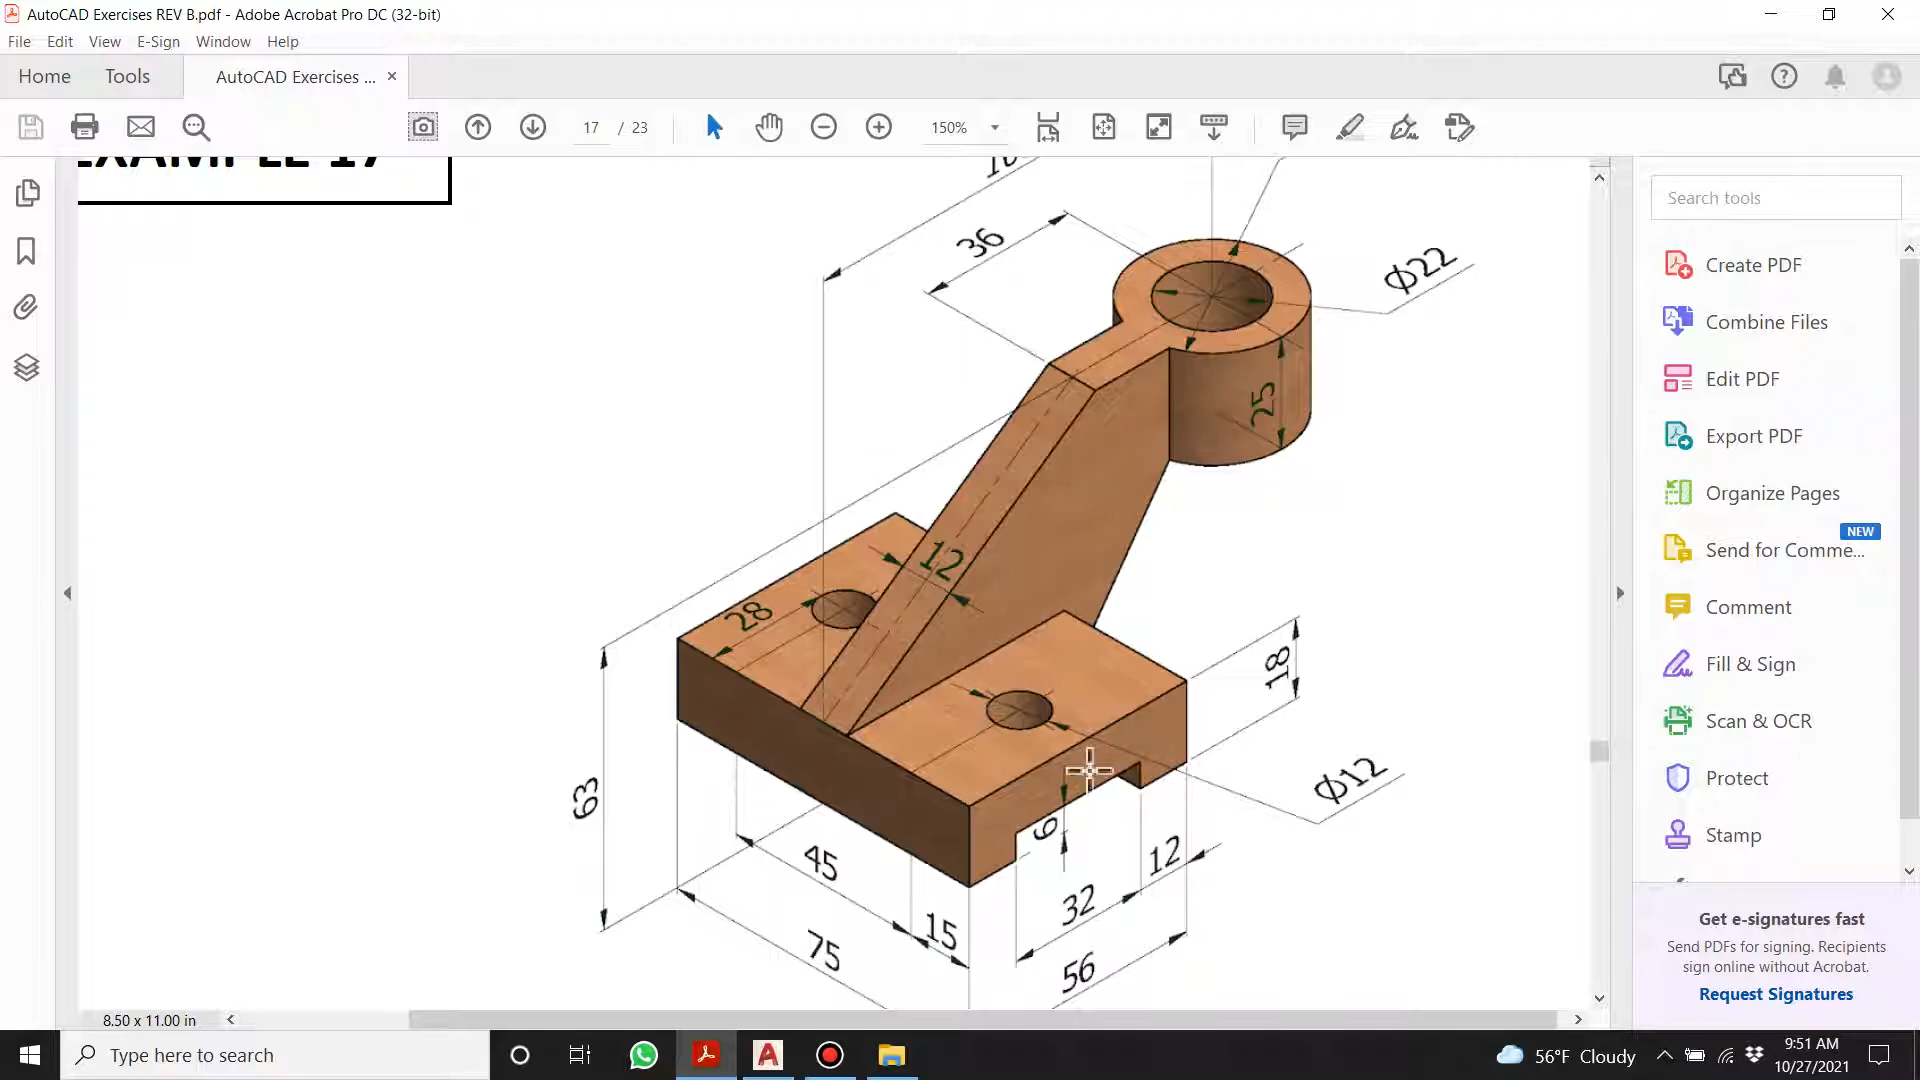 AutoCAD Exercises REV B.pdf - Adobe Acrobat Pro DC (32-bit)
File Edit View E-Sign Window Help
Home Tools AutoCAD Exercises ... ×
17 / 23 150%
EXAMPLE 17
36
Φ22
25
12
28
18
63
Φ12
6
45
12
32
15
75
56
8.50 x 11.00 in
Search tools
Create PDF
Combine Files
Edit PDF
Export PDF
Organize Pages
NEW
Send for Comme...
Comment
Fill & Sign
Scan & OCR
Protect
Stamp
Get e-signatures fast
Send PDFs for signing. Recipients
sign online without Acrobat.
Request Signatures
Type here to search
56°F Cloudy
9:51 AM
10/27/2021